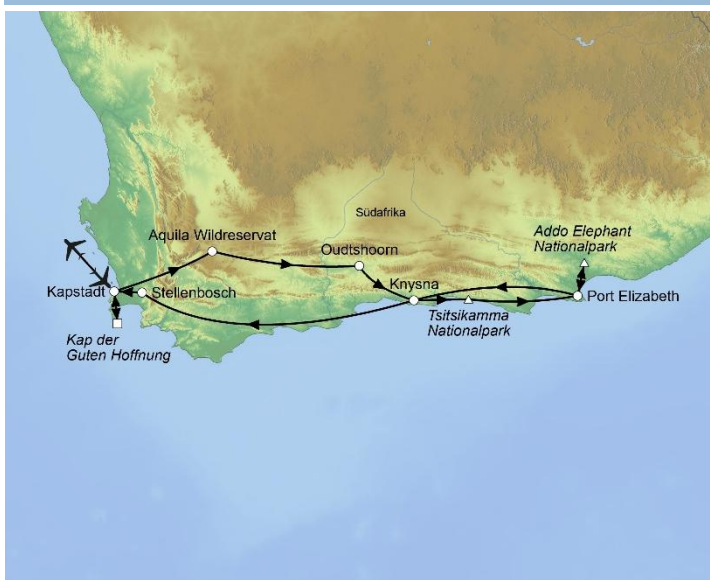 Südafrika
Addo Elephant
Nationalpark
Aquila Wildreservat
Oudtshoorn
Kapstadt
Stellenbosch
Knysna
Port Elizabeth
Tsitsikamma
Nationalpark
Kap der
Guten Hoffnung